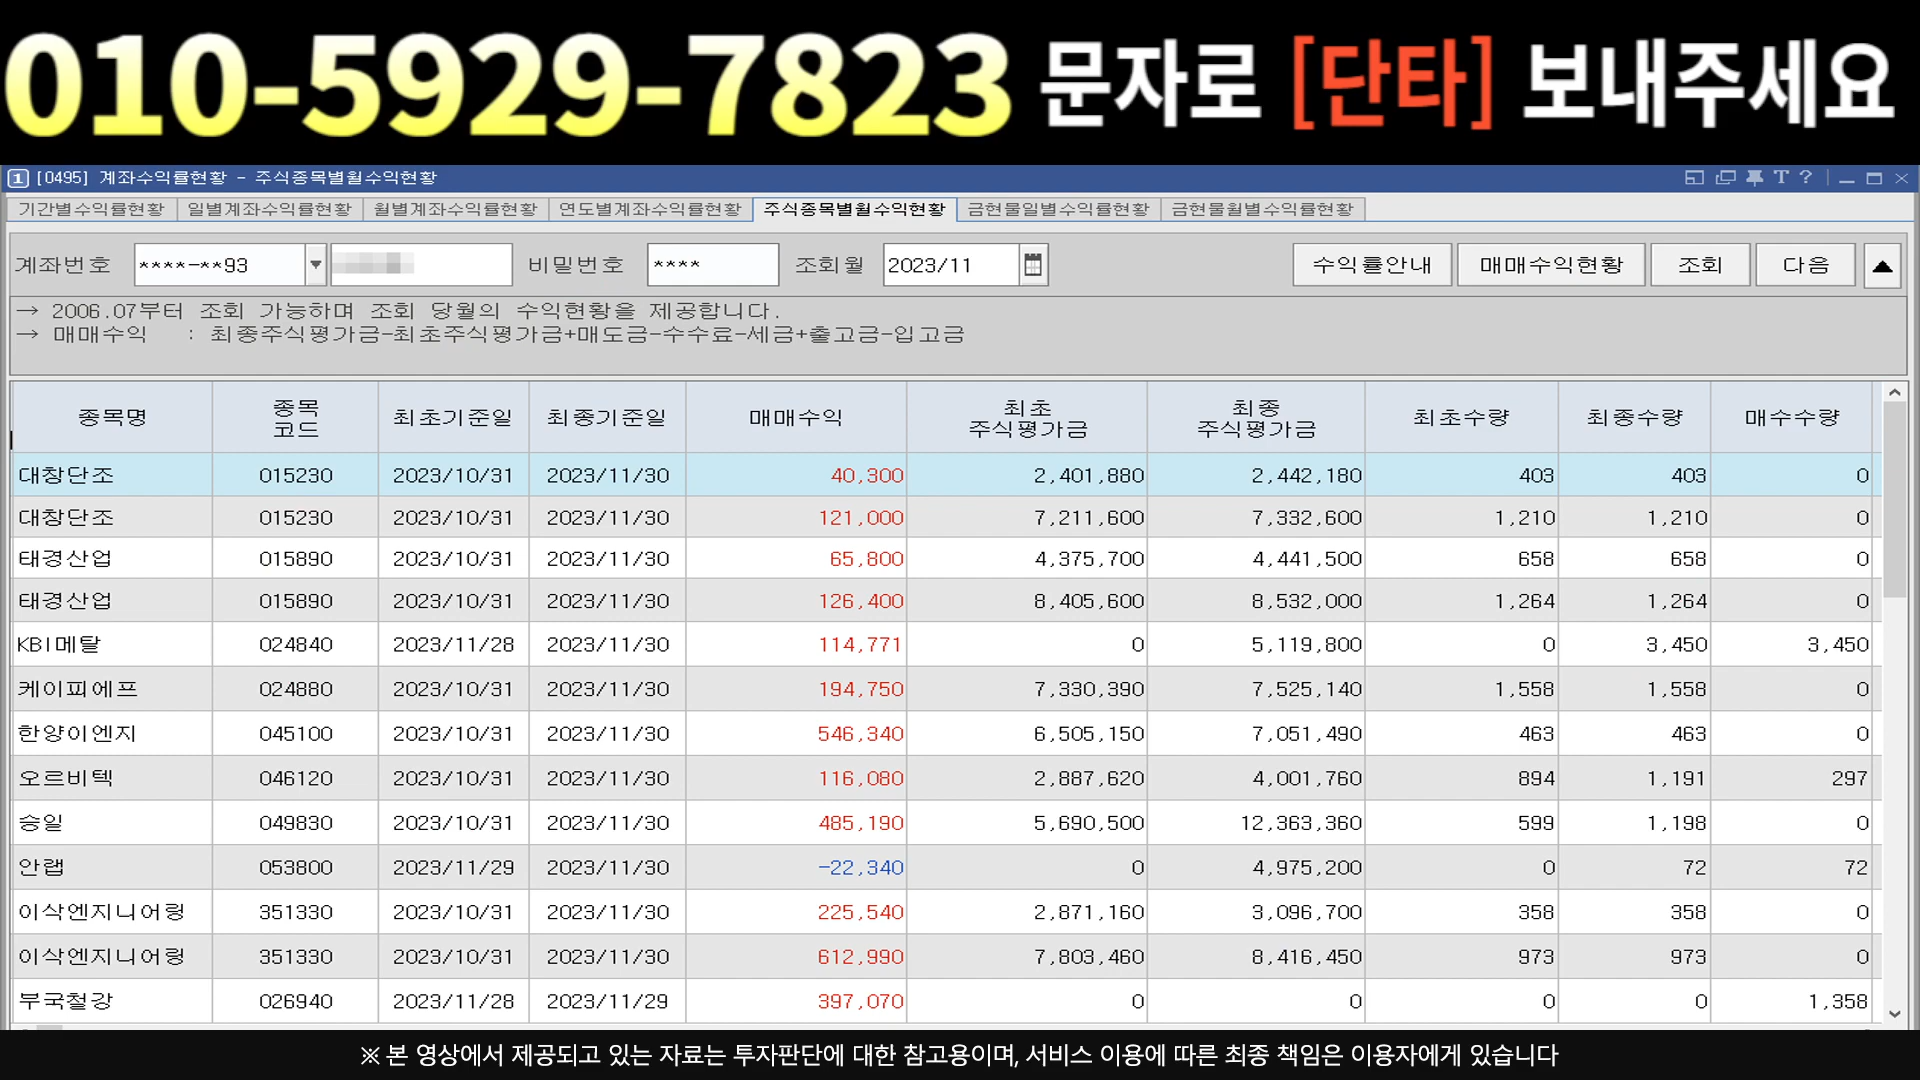 010-5929-7823 문자로 [단타] 보내주세요
1 [0495] 계좌수익률현황 - 주식종목별월수익현황
기간별수익률현황 일별계좌수익률현황 월별계좌수익률현황 연도별계좌수익률현황 주식종목별월수익현황 금현물일별수익률현황 금현물월별수익률현황
계좌번호 ****-**93 비밀번호 **** 조회월 2023/11 수익률안내 매매수익현황 조회 다음
→ 2006.07부터 조회 가능하며 조회 당월의 수익현황을 제공합니다.
→ 매매수익 : 최종주식평가금-최초주식평가금+매도금-수수료-세금+출고금-입고금
종목명 종목코드 최초기준일 최종기준일 매매수익 최초주식평가금 최종주식평가금 최초수량 최종수량 매수수량
대창단조 015230 2023/10/31 2023/11/30 40,300 2,401,880 2,442,180 403 403 0
대창단조 015230 2023/10/31 2023/11/30 121,000 7,211,600 7,332,600 1,210 1,210 0
태경산업 015890 2023/10/31 2023/11/30 65,800 4,375,700 4,441,500 658 658 0
태경산업 015890 2023/10/31 2023/11/30 126,400 8,405,600 8,532,000 1,264 1,264 0
KBI메탈 024840 2023/11/28 2023/11/30 114,771 0 5,119,800 0 3,450 3,450
케이피에프 024880 2023/10/31 2023/11/30 194,750 7,330,390 7,525,140 1,558 1,558 0
한양이엔지 045100 2023/10/31 2023/11/30 546,340 6,505,150 7,051,490 463 463 0
오르비텍 046120 2023/10/31 2023/11/30 116,080 2,887,620 4,001,760 894 1,191 297
승일 049830 2023/10/31 2023/11/30 485,190 5,690,500 12,363,360 599 1,198 0
안랩 053800 2023/11/29 2023/11/30 -22,340 0 4,975,200 0 72 72
이삭엔지니어링 351330 2023/10/31 2023/11/30 225,540 2,871,160 3,096,700 358 358 0
이삭엔지니어링 351330 2023/10/31 2023/11/30 612,990 7,803,460 8,416,450 973 973 0
부국철강 026940 2023/11/28 2023/11/29 397,070 0 0 0 0 1,358
※ 본 영상에서 제공되고 있는 자료는 투자판단에 대한 참고용이며, 서비스 이용에 따른 최종 책임은 이용자에게 있습니다